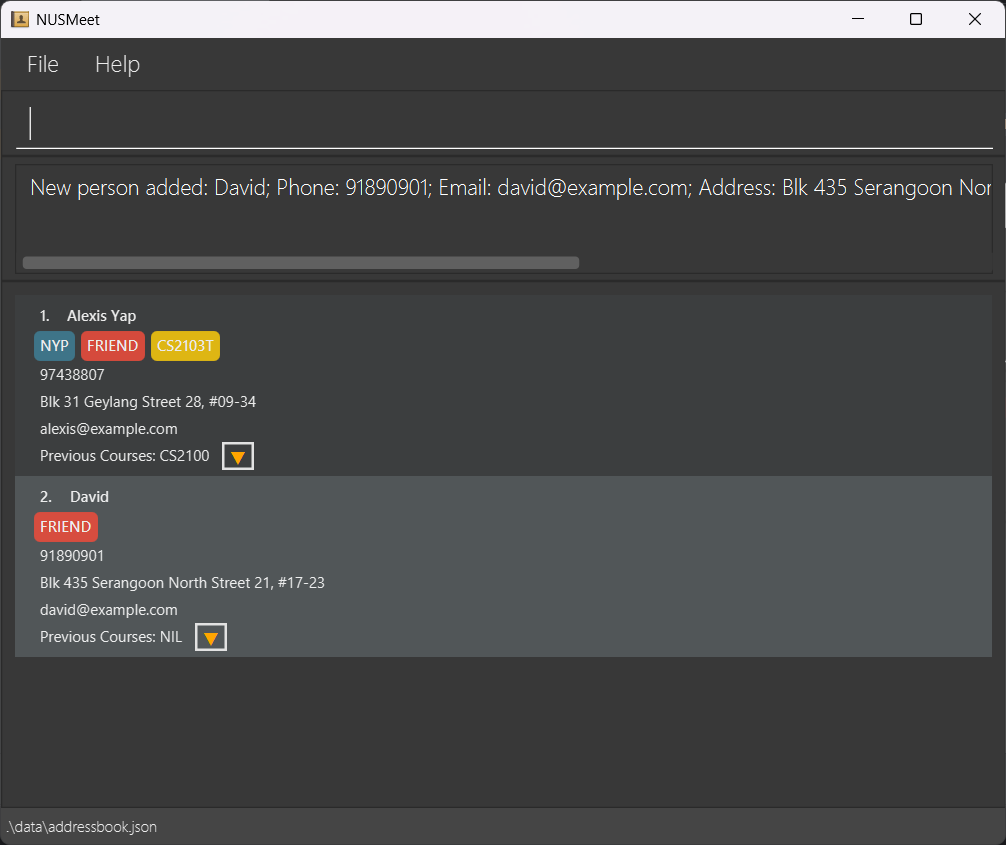 NUSMeet
File Help
New person added: David; Phone: 91890901; Email: david@example.com; Address: Blk 435 Serangoon Nor
1. Alexis Yap
NYP FRIEND CS2103T
97438807
Blk 31 Geylang Street 28, #09-34
alexis@example.com
Previous Courses: CS2100
2. David
FRIEND
91890901
Blk 435 Serangoon North Street 21, #17-23
david@example.com
Previous Courses: NIL
.\data\addressbook.json